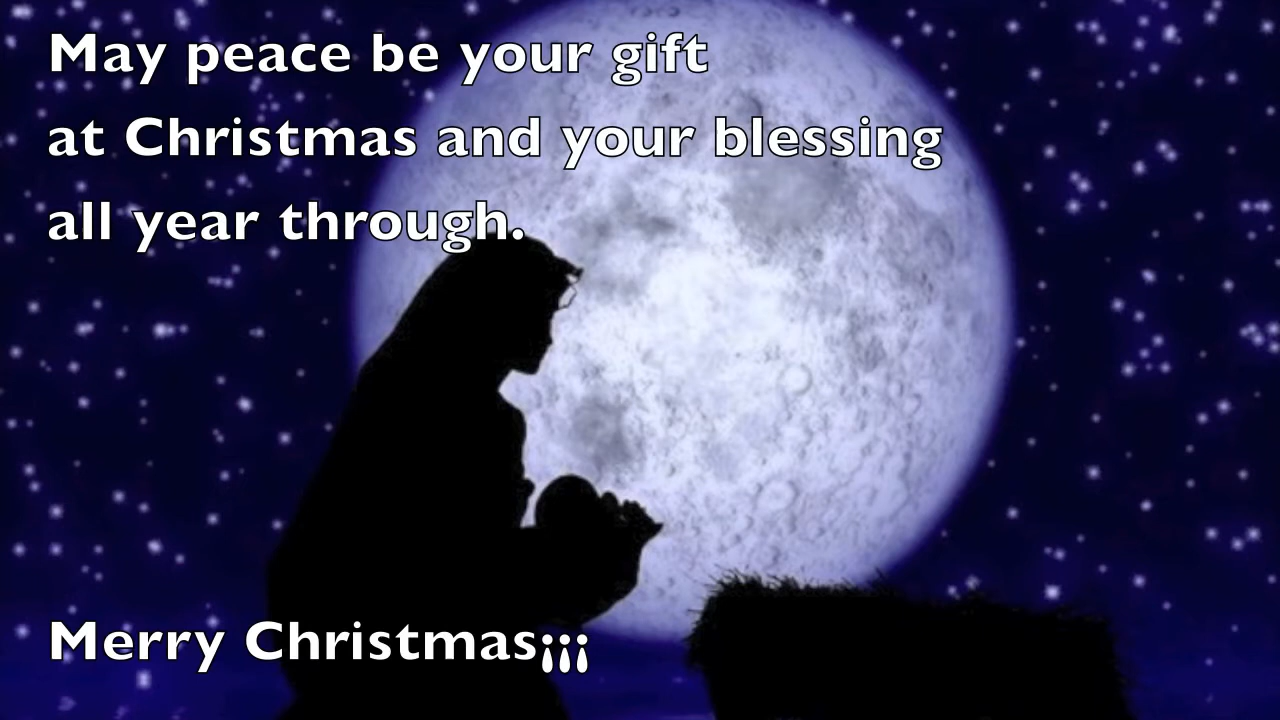 May peace be your gift
at Christmas and your blessing
all year through.
Merry Christmas¡¡¡